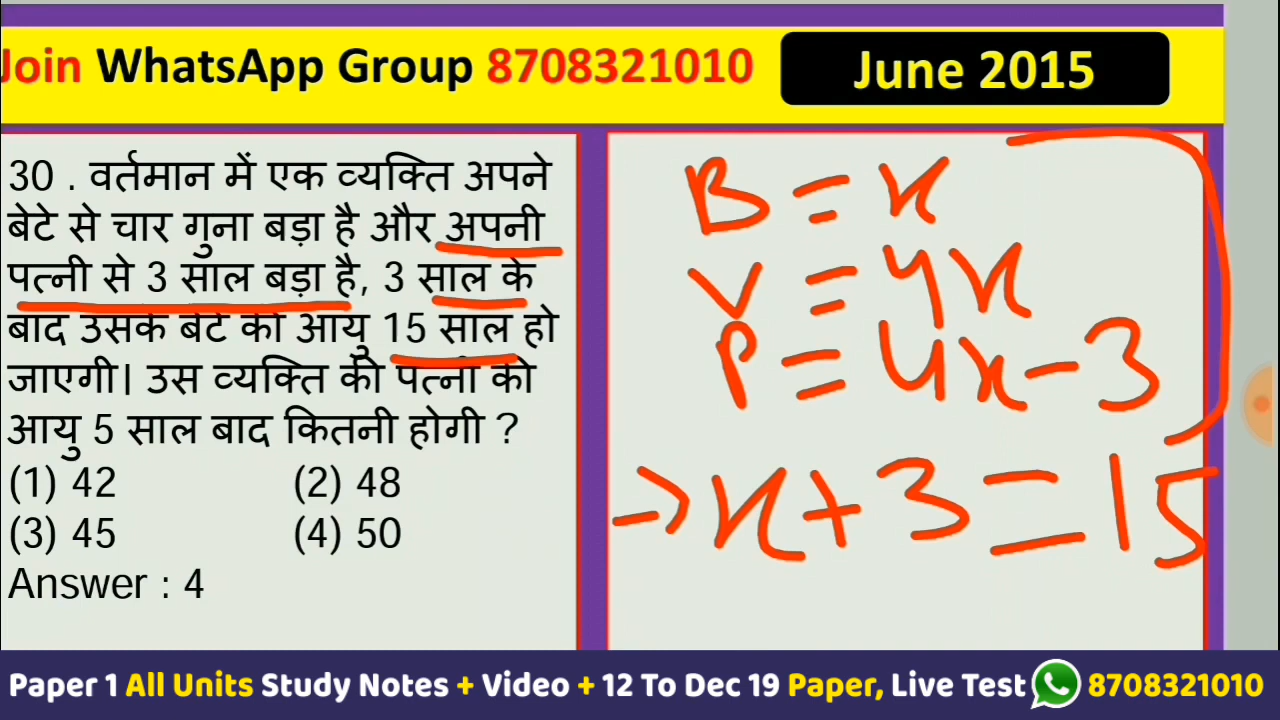 Join WhatsApp Group 8708321010
June 2015
30 . वर्तमान में एक व्यक्ति अपने
बेटे से चार गुना बड़ा है और अपनी
पत्नी से 3 साल बड़ा है, 3 साल के
बाद उसके बेटे की आयु 15 साल हो
जाएगी। उस व्यक्ति की पत्नी की
आयु 5 साल बाद कितनी होगी ?
(1) 42 (2) 48
(3) 45 (4) 50
Answer : 4
B = x
V = 4x
P = 4x - 3
→ x + 3 = 15
Paper 1 All Units Study Notes + Video + 12 To Dec 19 Paper, Live Test 8708321010